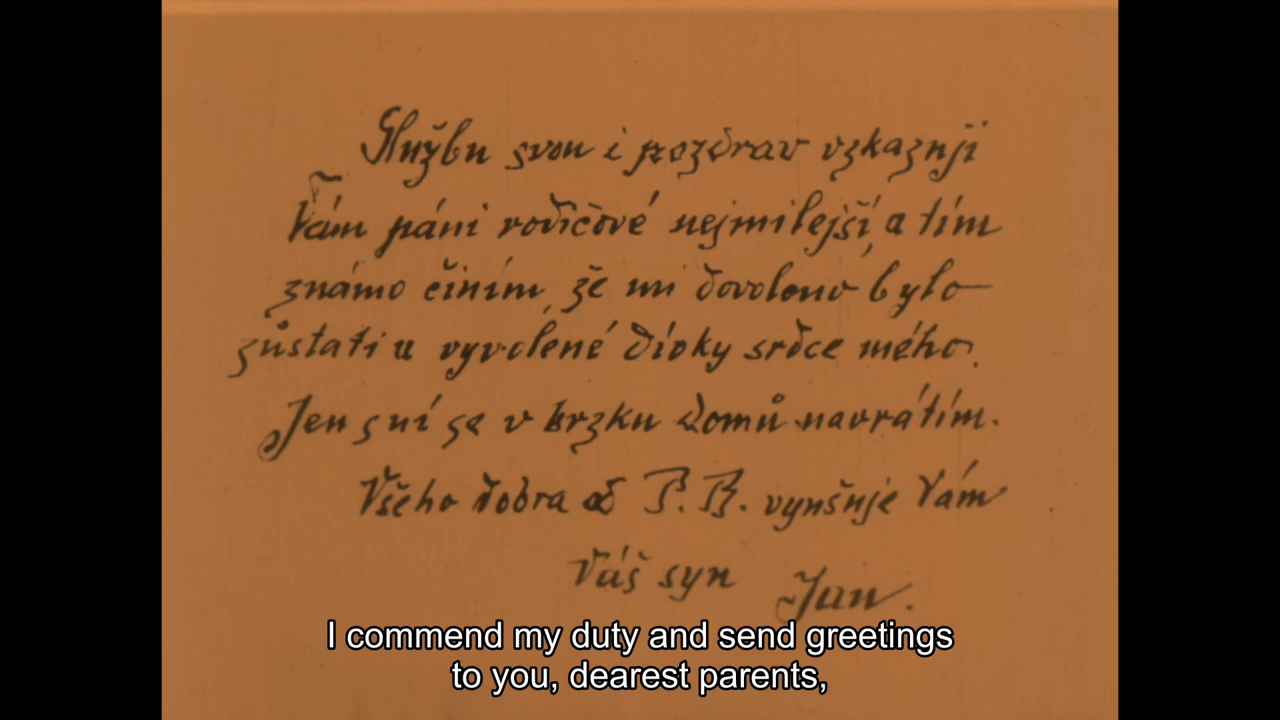 Službu svou i pozdrav vzkazuji
Vám páni rodičové nejmilejší, a tím
známo činím, že mi dovoleno bylo
zůstati u vyvolené dívky srdce mého.
Jen s ní se v brzku domů navrátím.
Všeho dobra od P. B. vynšuje Vám
Váš syn Jan.
I commend my duty and send greetings
to you, dearest parents,